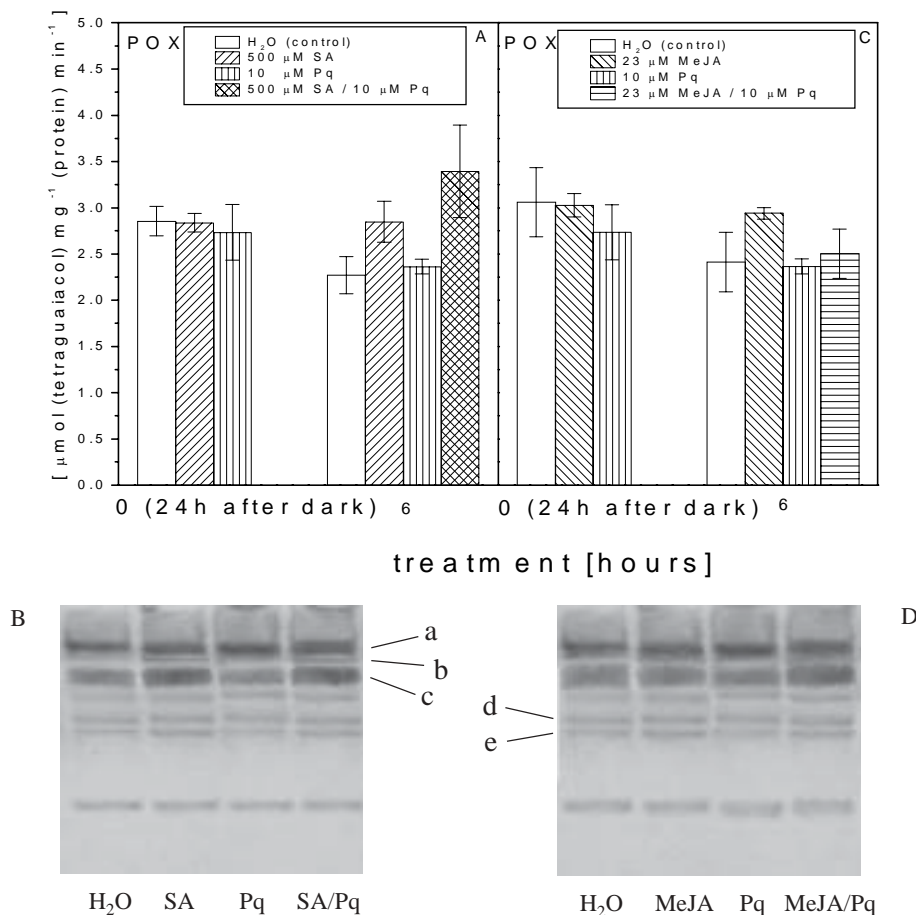 POX A
H₂O (control)
500 μM SA
10 μM Pq
500 μM SA / 10 μM Pq
POX C
H₂O (control)
23 μM MeJA
10 μM Pq
23 μM MeJA / 10 μM Pq
[ μmol (tetraguaiacol) mg⁻¹ (protein) min⁻¹
5.0
4.5
4.0
3.5
3.0
2.5
2.0
1.5
1.0
0.5
0.0
0 (24h after dark) 6
0 (24h after dark) 6
treatment [hours]
B
a
b
c
H₂O SA Pq SA/Pq
D
d
e
H₂O MeJA Pq MeJA/Pq